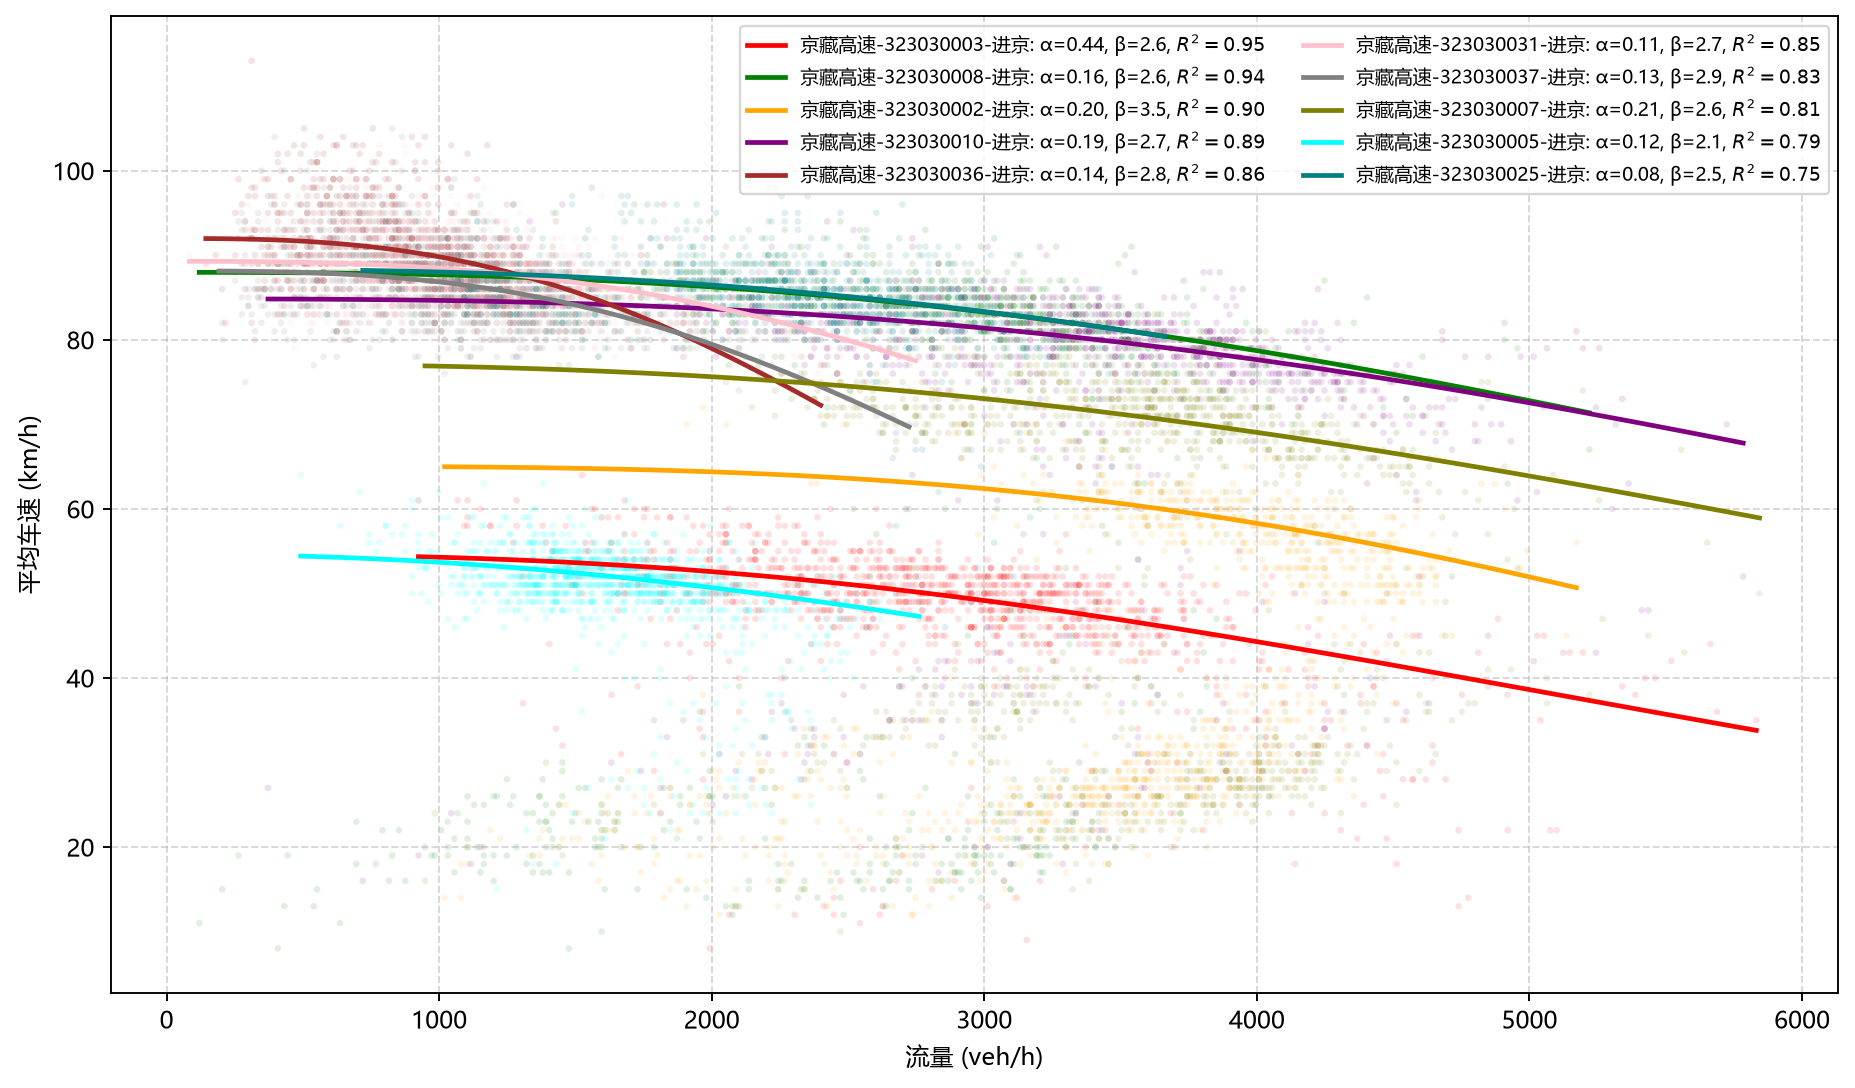 京藏高速-323030003-进京: α=0.44, β=2.6, R² = 0.95
京藏高速-323030008-进京: α=0.16, β=2.6, R² = 0.94
京藏高速-323030002-进京: α=0.20, β=3.5, R² = 0.90
京藏高速-323030010-进京: α=0.19, β=2.7, R² = 0.89
京藏高速-323030036-进京: α=0.14, β=2.8, R² = 0.86
京藏高速-323030031-进京: α=0.11, β=2.7, R² = 0.85
京藏高速-323030037-进京: α=0.13, β=2.9, R² = 0.83
京藏高速-323030007-进京: α=0.21, β=2.6, R² = 0.81
京藏高速-323030005-进京: α=0.12, β=2.1, R² = 0.79
京藏高速-323030025-进京: α=0.08, β=2.5, R² = 0.75
平均车速 (km/h)
100
80
60
40
20
0 1000 2000 3000 4000 5000 6000
流量 (veh/h)